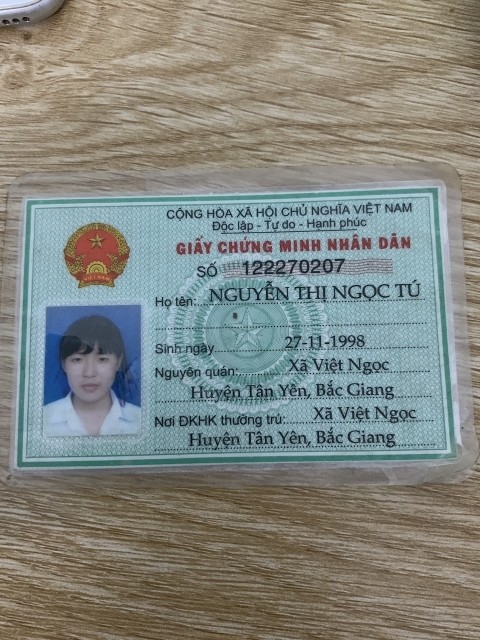 CỘNG HÒA XÃ HỘI CHỦ NGHĨA VIỆT NAM
Độc lập - Tự do - Hạnh phúc
GIẤY CHỨNG MINH NHÂN DÂN
SỐ 122270207
Họ tên: NGUYỄN THỊ NGỌC TÚ
Sinh ngày 27-11-1998
Nguyên quán: Xã Việt Ngọc
Huyện Tân Yên, Bắc Giang
Nơi ĐKHK thường trú: Xã Việt Ngọc
Huyện Tân Yên, Bắc Giang